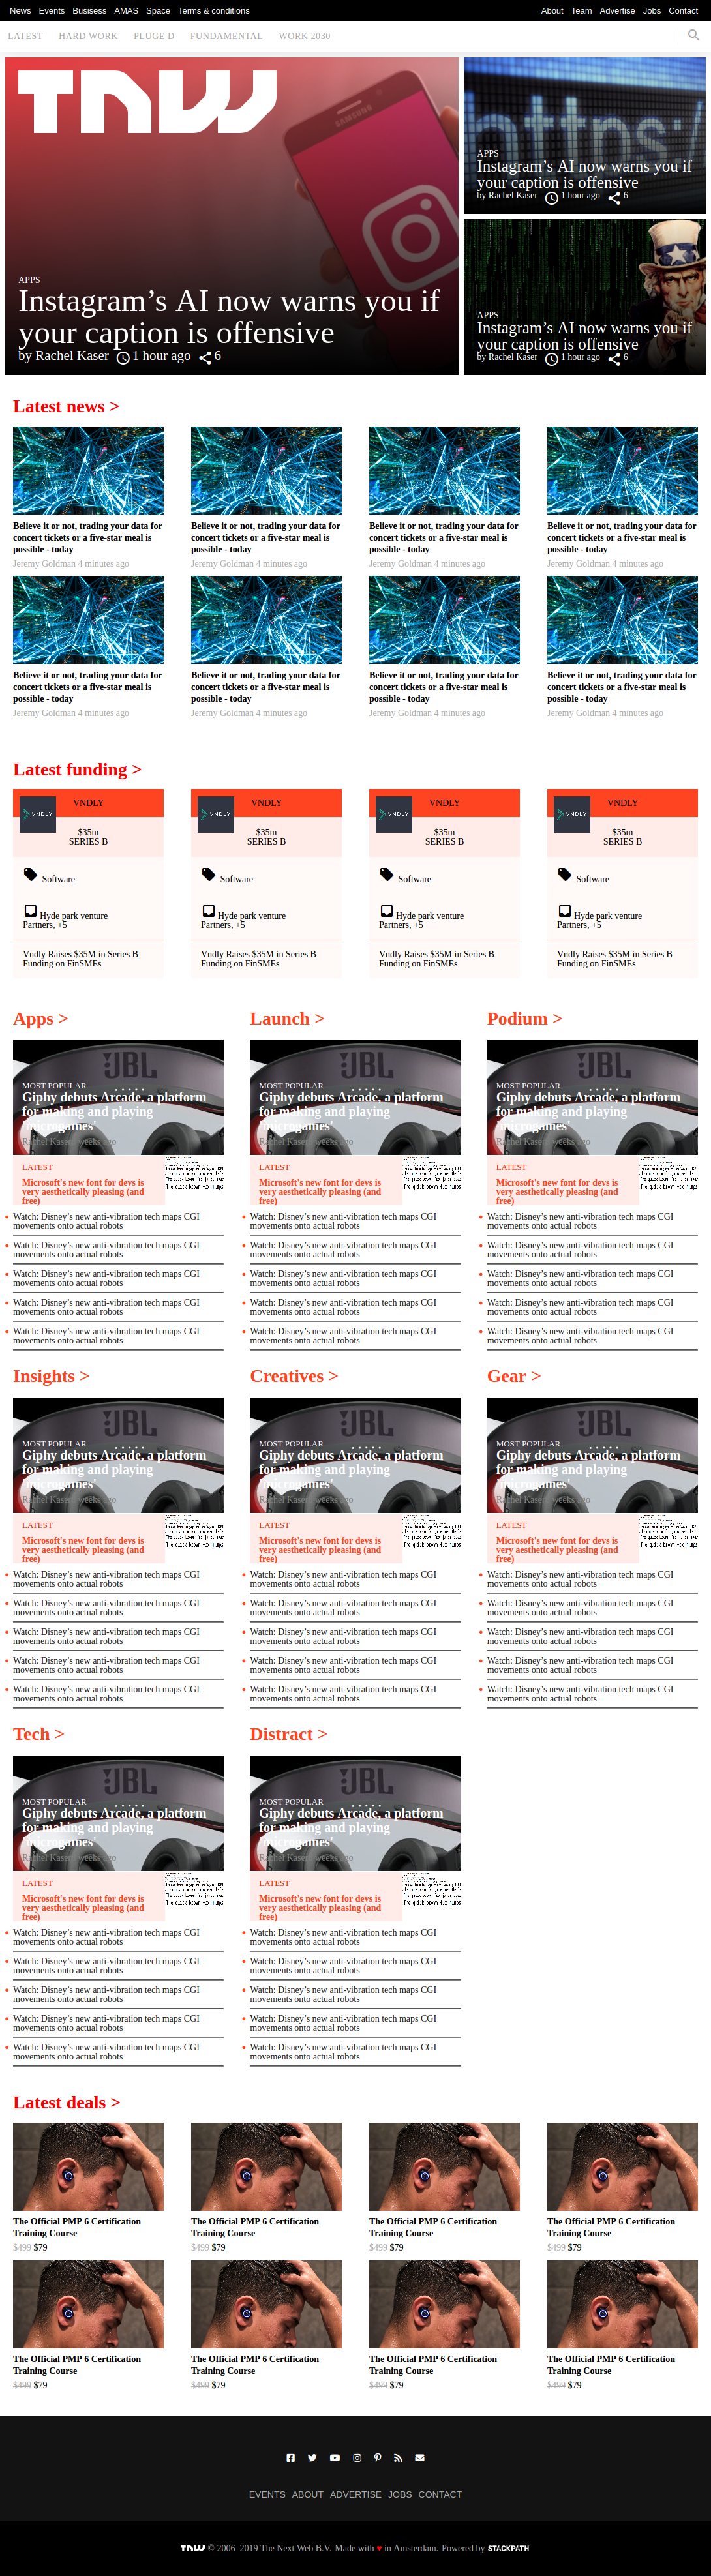 News Events Busisess AMAS Space Terms & conditions About Team Advertise Jobs Contact
LATEST HARD WORK PLUGE D FUNDAMENTAL WORK 2030
TNW
APPS
Instagram’s AI now warns you if
your caption is offensive
by Rachel Kaser 1 hour ago 6
https:/
APPS
Instagram’s AI now warns you if
your caption is offensive
by Rachel Kaser 1 hour ago 6
APPS
Instagram’s AI now warns you if
your caption is offensive
by Rachel Kaser 1 hour ago 6
Latest news >
Believe it or not, trading your data for Believe it or not, trading your data for Believe it or not, trading your data for Believe it or not, trading your data for
concert tickets or a five-star meal is concert tickets or a five-star meal is concert tickets or a five-star meal is concert tickets or a five-star meal is
possible - today possible - today possible - today possible - today
Jeremy Goldman 4 minutes ago Jeremy Goldman 4 minutes ago Jeremy Goldman 4 minutes ago Jeremy Goldman 4 minutes ago
Believe it or not, trading your data for Believe it or not, trading your data for Believe it or not, trading your data for Believe it or not, trading your data for
concert tickets or a five-star meal is concert tickets or a five-star meal is concert tickets or a five-star meal is concert tickets or a five-star meal is
possible - today possible - today possible - today possible - today
Jeremy Goldman 4 minutes ago Jeremy Goldman 4 minutes ago Jeremy Goldman 4 minutes ago Jeremy Goldman 4 minutes ago
Latest funding >
VNDLY VNDLY VNDLY VNDLY
VNDLY VNDLY VNDLY VNDLY
$35m $35m $35m $35m
SERIES B SERIES B SERIES B SERIES B
Software Software Software Software
Hyde park venture Hyde park venture Hyde park venture Hyde park venture
Partners, +5 Partners, +5 Partners, +5 Partners, +5
Vndly Raises $35M in Series B Vndly Raises $35M in Series B Vndly Raises $35M in Series B Vndly Raises $35M in Series B
Funding on FinSMEs Funding on FinSMEs Funding on FinSMEs Funding on FinSMEs
Apps > Launch > Podium >
JBL JBL JBL
MOST POPULAR MOST POPULAR MOST POPULAR
Giphy debuts Arcade, a platform Giphy debuts Arcade, a platform Giphy debuts Arcade, a platform
for making and playing for making and playing for making and playing
'microgames' 'microgames' 'microgames'
Rachel Kaser weeks ago Rachel Kaser weeks ago Rachel Kaser weeks ago
LATEST LATEST LATEST
Microsoft's new font for devs is Microsoft's new font for devs is Microsoft's new font for devs is
very aesthetically pleasing (and very aesthetically pleasing (and very aesthetically pleasing (and
free) free) free)
Watch: Disney’s new anti-vibration tech maps CGI Watch: Disney’s new anti-vibration tech maps CGI Watch: Disney’s new anti-vibration tech maps CGI
movements onto actual robots movements onto actual robots movements onto actual robots
Watch: Disney’s new anti-vibration tech maps CGI Watch: Disney’s new anti-vibration tech maps CGI Watch: Disney’s new anti-vibration tech maps CGI
movements onto actual robots movements onto actual robots movements onto actual robots
Watch: Disney’s new anti-vibration tech maps CGI Watch: Disney’s new anti-vibration tech maps CGI Watch: Disney’s new anti-vibration tech maps CGI
movements onto actual robots movements onto actual robots movements onto actual robots
Watch: Disney’s new anti-vibration tech maps CGI Watch: Disney’s new anti-vibration tech maps CGI Watch: Disney’s new anti-vibration tech maps CGI
movements onto actual robots movements onto actual robots movements onto actual robots
Watch: Disney’s new anti-vibration tech maps CGI Watch: Disney’s new anti-vibration tech maps CGI Watch: Disney’s new anti-vibration tech maps CGI
movements onto actual robots movements onto actual robots movements onto actual robots
Insights > Creatives > Gear >
JBL JBL JBL
MOST POPULAR MOST POPULAR MOST POPULAR
Giphy debuts Arcade, a platform Giphy debuts Arcade, a platform Giphy debuts Arcade, a platform
for making and playing for making and playing for making and playing
'microgames' 'microgames' 'microgames'
Rachel Kaser weeks ago Rachel Kaser weeks ago Rachel Kaser weeks ago
LATEST LATEST LATEST
Microsoft's new font for devs is Microsoft's new font for devs is Microsoft's new font for devs is
very aesthetically pleasing (and very aesthetically pleasing (and very aesthetically pleasing (and
free) free) free)
Watch: Disney’s new anti-vibration tech maps CGI Watch: Disney’s new anti-vibration tech maps CGI Watch: Disney’s new anti-vibration tech maps CGI
movements onto actual robots movements onto actual robots movements onto actual robots
Watch: Disney’s new anti-vibration tech maps CGI Watch: Disney’s new anti-vibration tech maps CGI Watch: Disney’s new anti-vibration tech maps CGI
movements onto actual robots movements onto actual robots movements onto actual robots
Watch: Disney’s new anti-vibration tech maps CGI Watch: Disney’s new anti-vibration tech maps CGI Watch: Disney’s new anti-vibration tech maps CGI
movements onto actual robots movements onto actual robots movements onto actual robots
Watch: Disney’s new anti-vibration tech maps CGI Watch: Disney’s new anti-vibration tech maps CGI Watch: Disney’s new anti-vibration tech maps CGI
movements onto actual robots movements onto actual robots movements onto actual robots
Watch: Disney’s new anti-vibration tech maps CGI Watch: Disney’s new anti-vibration tech maps CGI Watch: Disney’s new anti-vibration tech maps CGI
movements onto actual robots movements onto actual robots movements onto actual robots
Tech > Distract >
JBL JBL
MOST POPULAR MOST POPULAR
Giphy debuts Arcade, a platform Giphy debuts Arcade, a platform
for making and playing for making and playing
'microgames' 'microgames'
Rachel Kaser weeks ago Rachel Kaser weeks ago
LATEST LATEST
Microsoft's new font for devs is Microsoft's new font for devs is
very aesthetically pleasing (and very aesthetically pleasing (and
free) free)
Watch: Disney’s new anti-vibration tech maps CGI Watch: Disney’s new anti-vibration tech maps CGI
movements onto actual robots movements onto actual robots
Watch: Disney’s new anti-vibration tech maps CGI Watch: Disney’s new anti-vibration tech maps CGI
movements onto actual robots movements onto actual robots
Watch: Disney’s new anti-vibration tech maps CGI Watch: Disney’s new anti-vibration tech maps CGI
movements onto actual robots movements onto actual robots
Watch: Disney’s new anti-vibration tech maps CGI Watch: Disney’s new anti-vibration tech maps CGI
movements onto actual robots movements onto actual robots
Watch: Disney’s new anti-vibration tech maps CGI Watch: Disney’s new anti-vibration tech maps CGI
movements onto actual robots movements onto actual robots
Latest deals >
The Official PMP 6 Certification The Official PMP 6 Certification The Official PMP 6 Certification The Official PMP 6 Certification
Training Course Training Course Training Course Training Course
$499 $79 $499 $79 $499 $79 $499 $79
The Official PMP 6 Certification The Official PMP 6 Certification The Official PMP 6 Certification The Official PMP 6 Certification
Training Course Training Course Training Course Training Course
$499 $79 $499 $79 $499 $79 $499 $79
EVENTS ABOUT ADVERTISE JOBS CONTACT
TNW © 2006–2019 The Next Web B.V. Made with ♥ in Amsterdam. Powered by STACKPATH